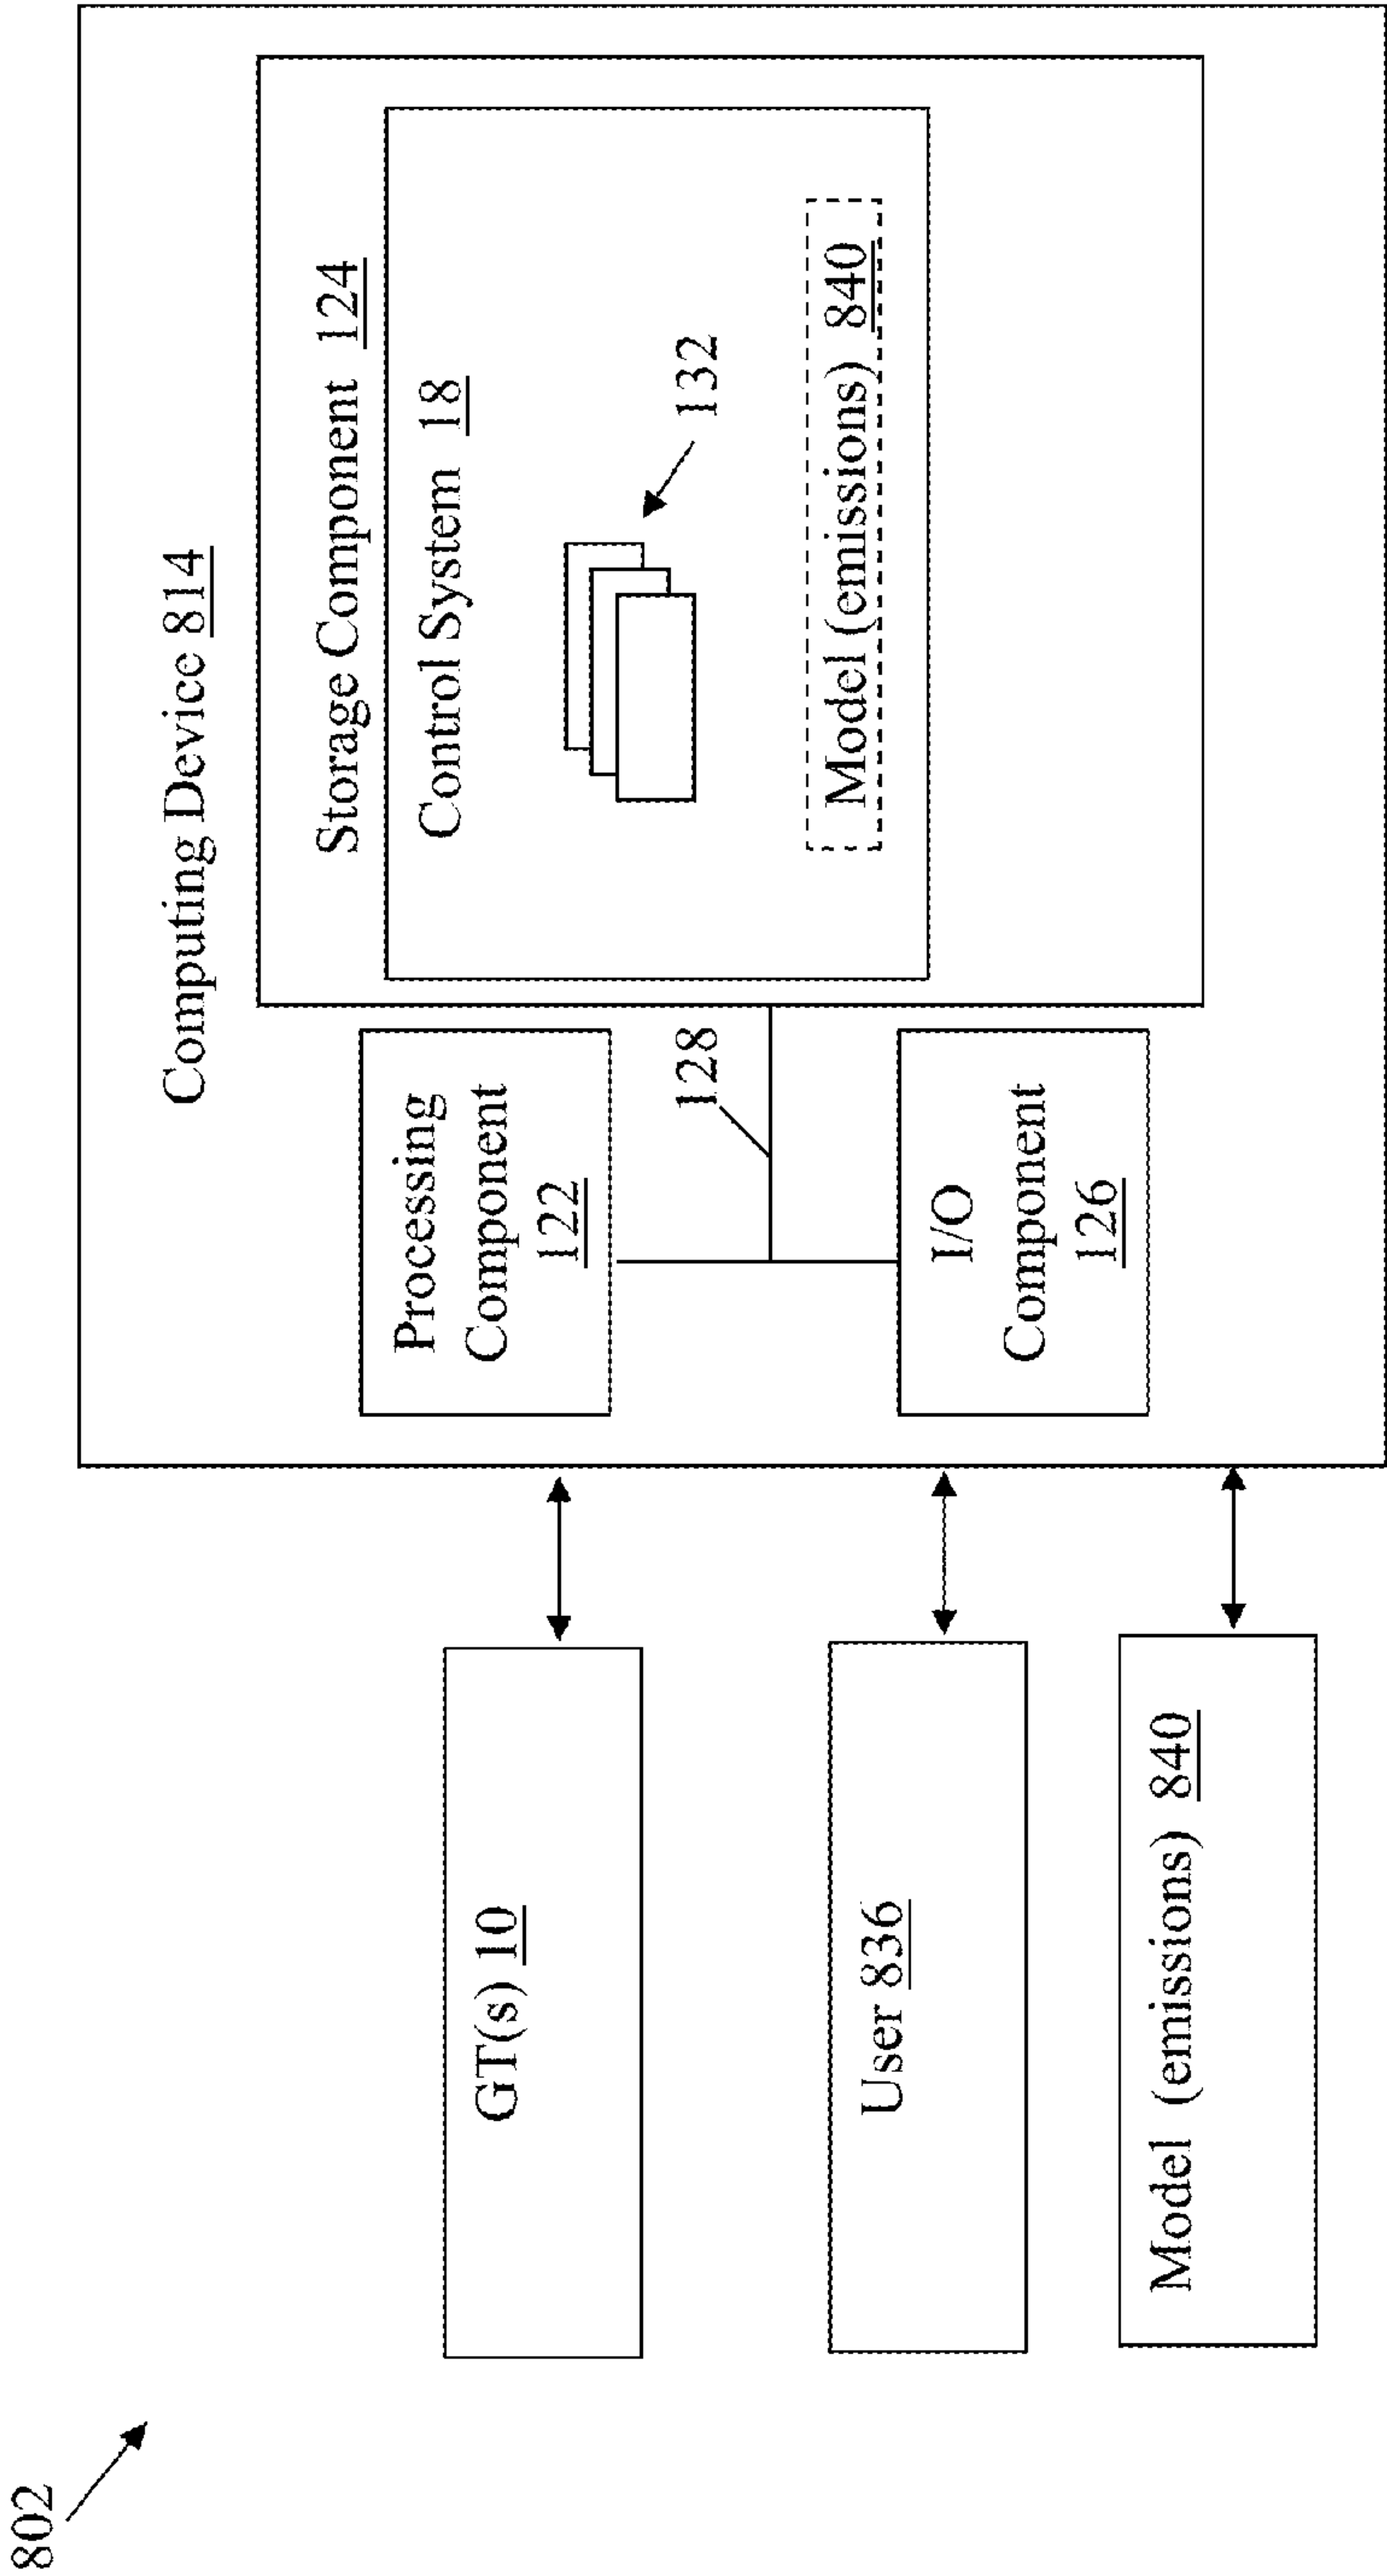 802
Computing Device 814
Storage Component 124
Control System 18
132
Model (emissions) 840
Processing
Component
122
128
I/O
Component
126
GT(s) 10
User 836
Model (emissions) 840